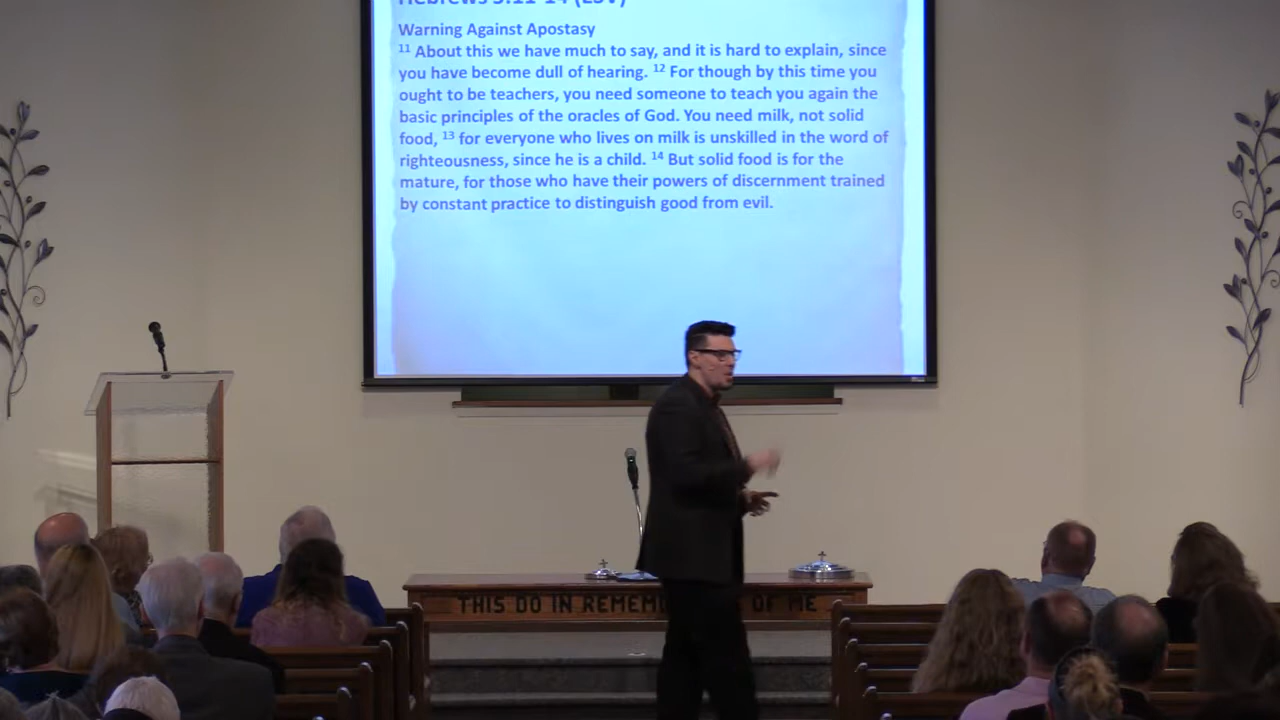 Hebrews 5:11-14 (ESV)
Warning Against Apostasy
11 About this we have much to say, and it is hard to explain, since
you have become dull of hearing. 12 For though by this time you
ought to be teachers, you need someone to teach you again the
basic principles of the oracles of God. You need milk, not solid
food, 13 for everyone who lives on milk is unskilled in the word of
righteousness, since he is a child. 14 But solid food is for the
mature, for those who have their powers of discernment trained
by constant practice to distinguish good from evil.
THIS DO IN REMEM OF ME